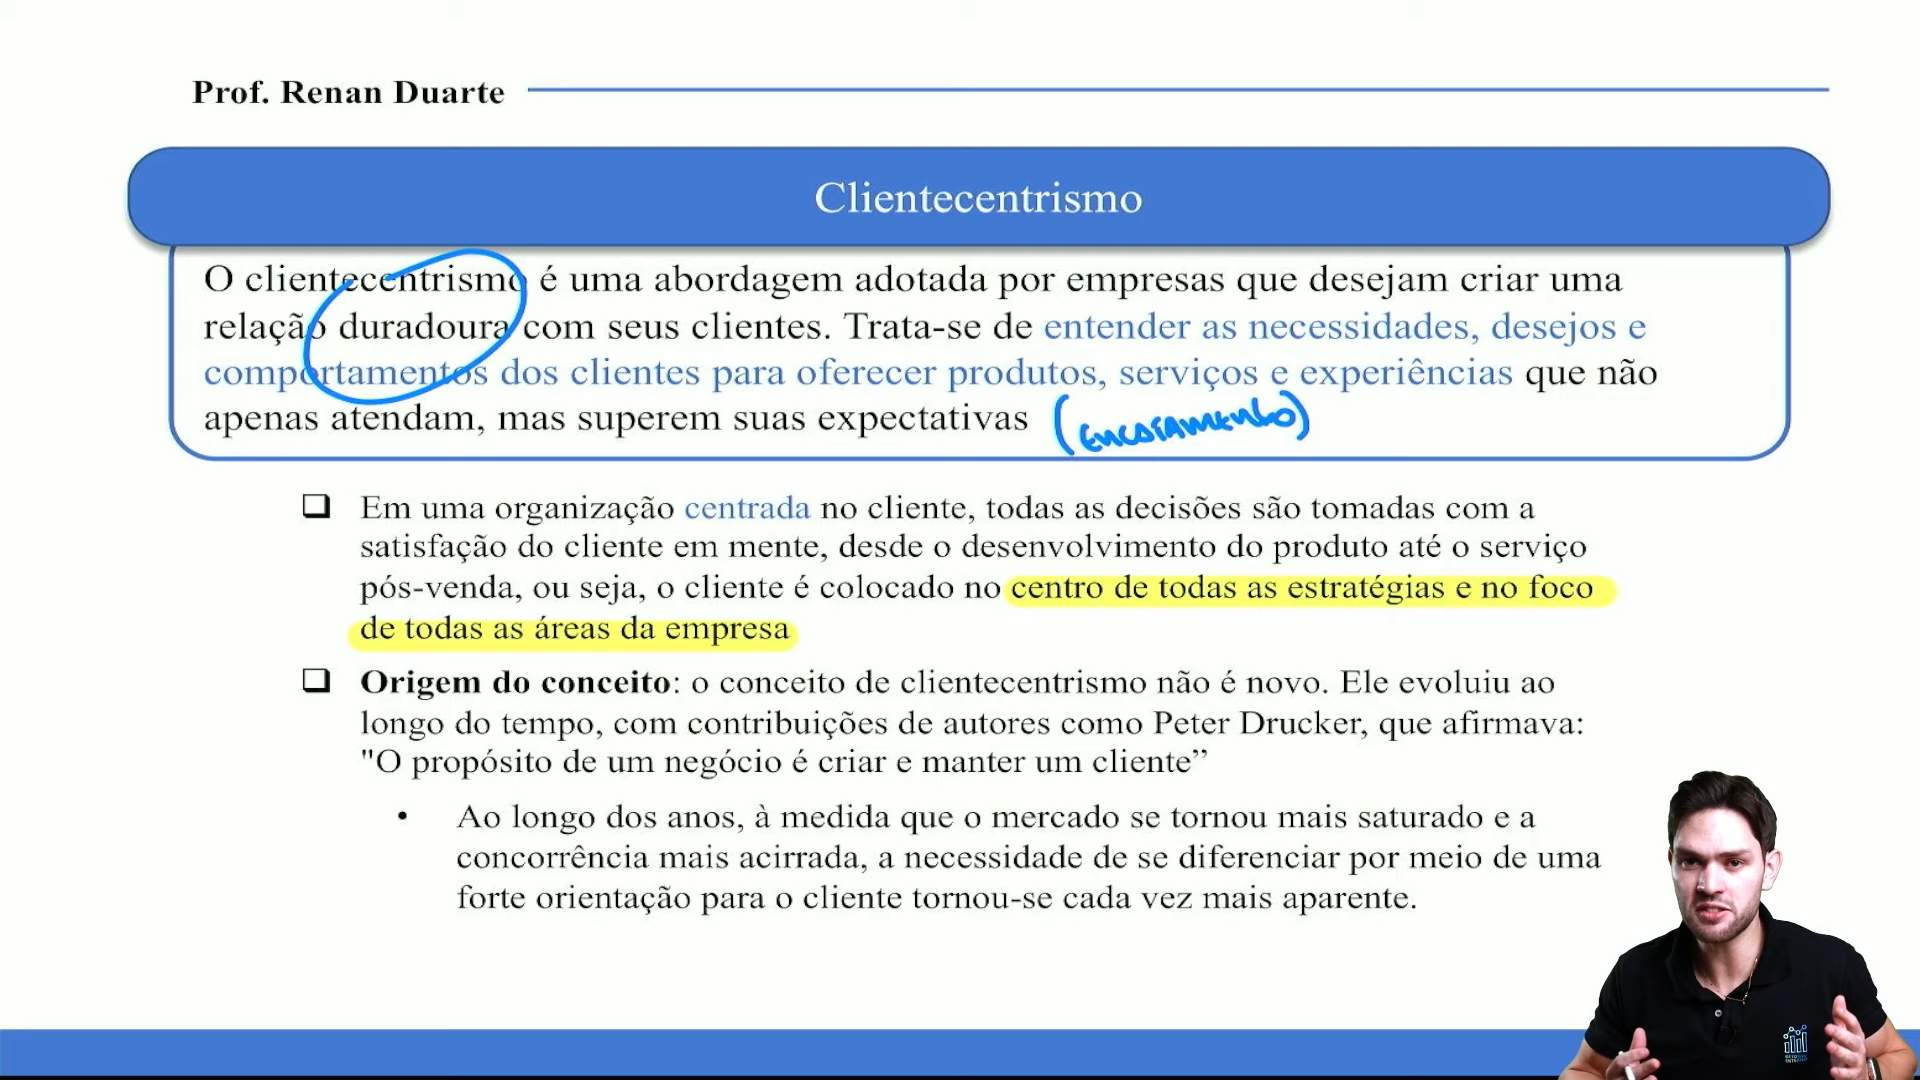 Prof. Renan Duarte
Clientecentrismo
O clientecentrismo é uma abordagem adotada por empresas que desejam criar uma
relação duradoura com seus clientes. Trata-se de entender as necessidades, desejos e
comportamentos dos clientes para oferecer produtos, serviços e experiências que não
apenas atendam, mas superem suas expectativas
❑ Em uma organização centrada no cliente, todas as decisões são tomadas com a
satisfação do cliente em mente, desde o desenvolvimento do produto até o serviço
pós-venda, ou seja, o cliente é colocado no centro de todas as estratégias e no foco
de todas as áreas da empresa
❑ Origem do conceito: o conceito de clientecentrismo não é novo. Ele evoluiu ao
longo do tempo, com contribuições de autores como Peter Drucker, que afirmava:
"O propósito de um negócio é criar e manter um cliente”
• Ao longo dos anos, à medida que o mercado se tornou mais saturado e a
concorrência mais acirrada, a necessidade de se diferenciar por meio de uma
forte orientação para o cliente tornou-se cada vez mais aparente.